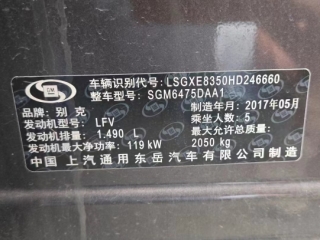 GM
车辆识别代号: LSGXE8350HD246660
整车型号: SGM6475DAA1
品牌: 别克 制造年月: 2017年05月
发动机型号: LFV 乘坐人数: 5
发动机排量: 1.490 L 最大允许总质量:
发动机最大净功率: 119 kW 2050 kg
中国 上汽通用东岳汽车有限公司制造